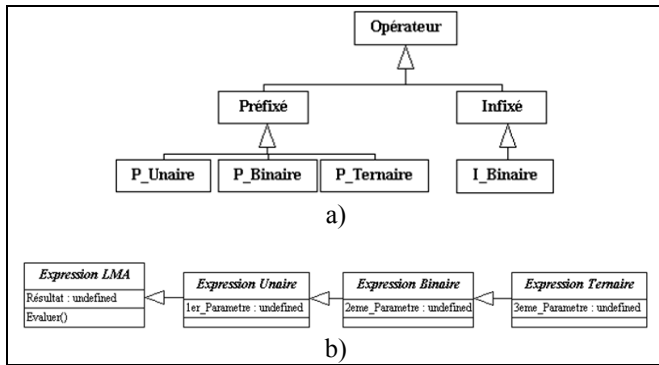 Opérateur
Préfixé
Infixé
P_Unaire
P_Binaire
P_Ternaire
I_Binaire
a)
Expression LMA
Résultat : undefined
Evaluer()
Expression Unaire
1er_Parametre : undefined
Expression Binaire
2eme_Parametre : undefined
Expression Ternaire
3eme_Parametre : undefined
b)